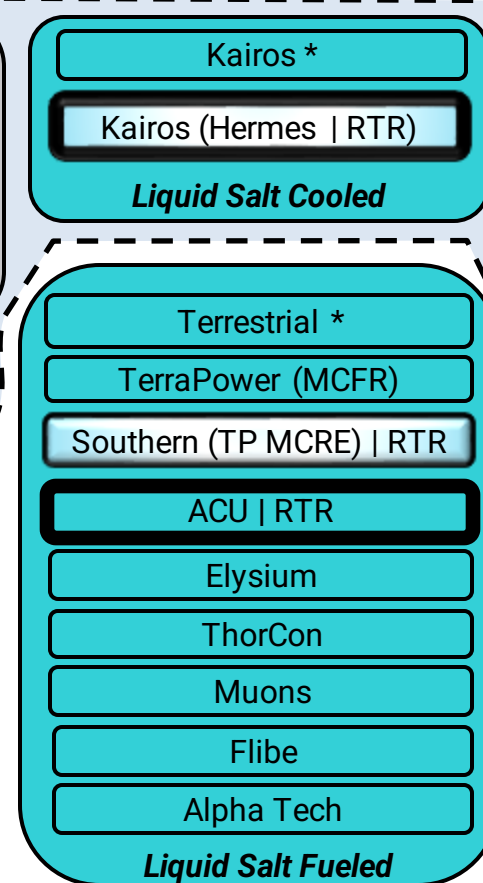 Kairos *
Kairos (Hermes | RTR)
Liquid Salt Cooled
Terrestrial *
TerraPower (MCFR)
Southern (TP MCRE) | RTR
ACU | RTR
Elysium
ThorCon
Muons
Flibe
Alpha Tech
Liquid Salt Fueled